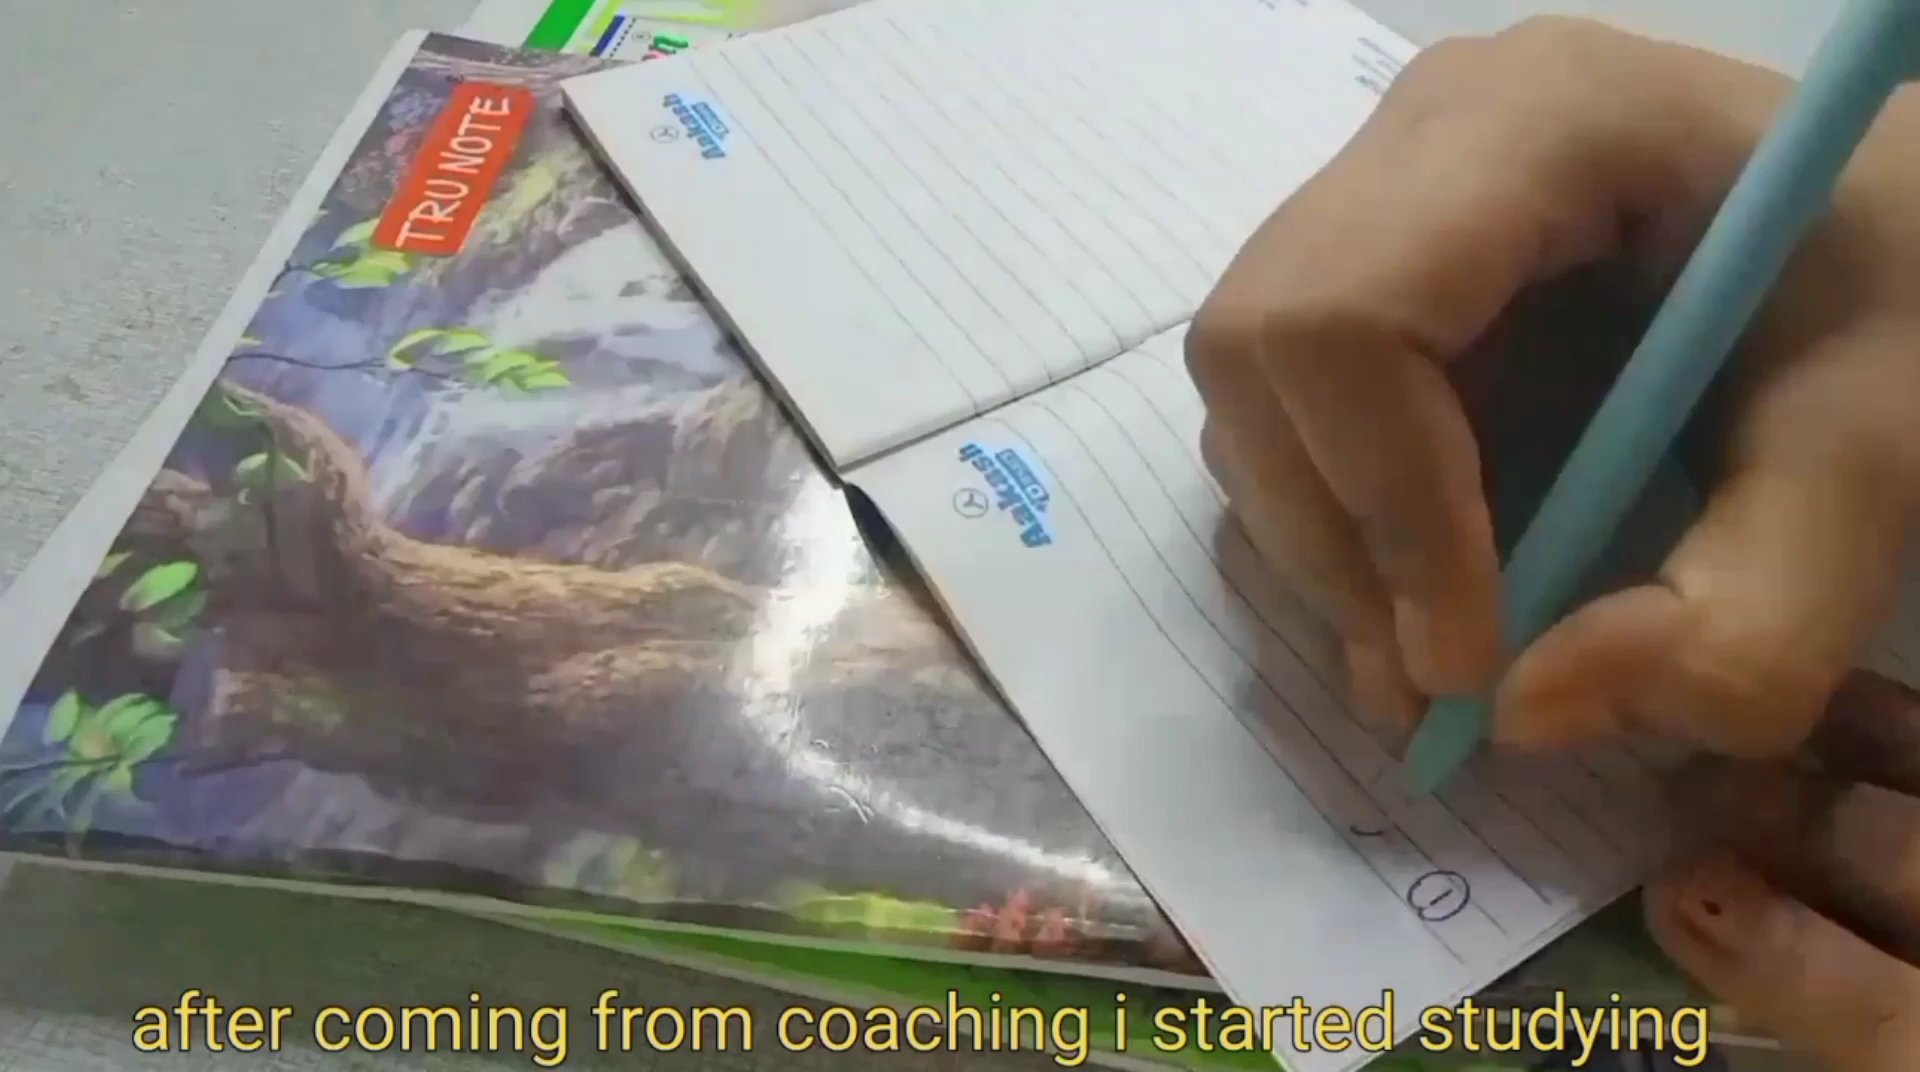 TRU NOTE
Aakash
Aakash
1
after coming from coaching i started studying